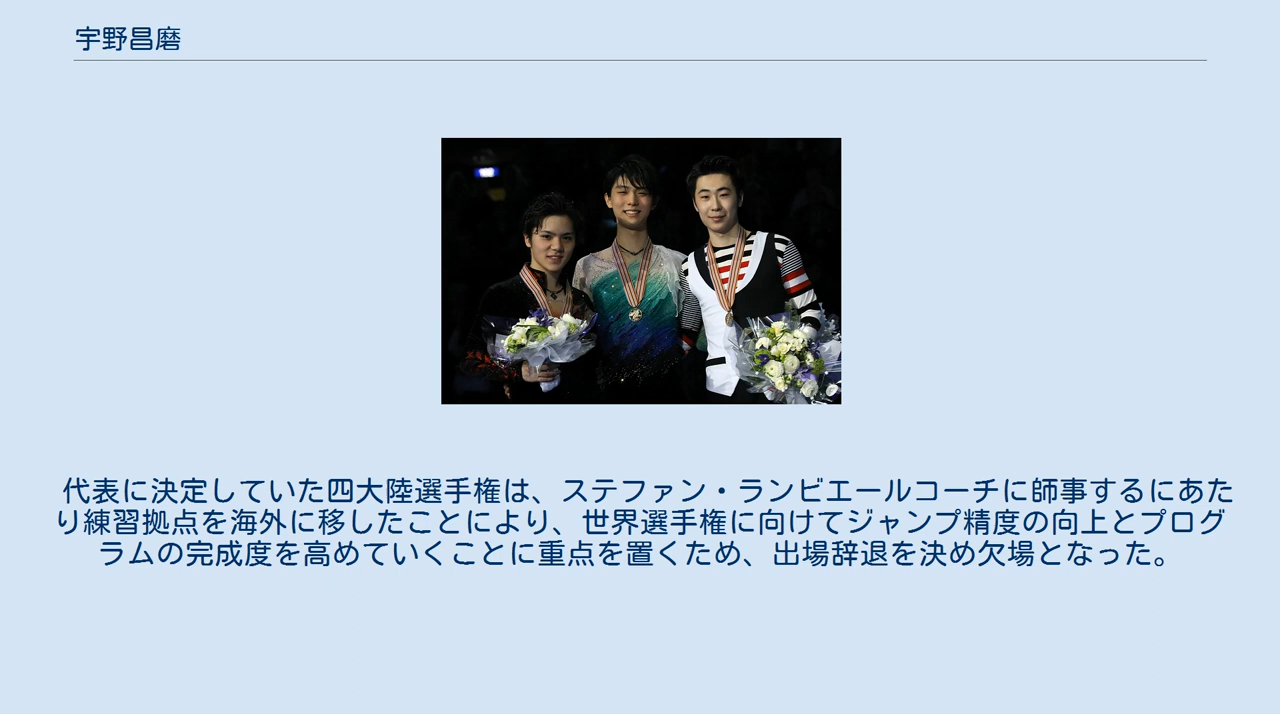 宇野昌磨
代表に決定していた四大陸選手権は、ステファン・ランビエールコーチに師事するにあた
り練習拠点を海外に移したことにより、世界選手権に向けてジャンプ精度の向上とプログ
ラムの完成度を高めていくことに重点を置くため、出場辞退を決め欠場となった。